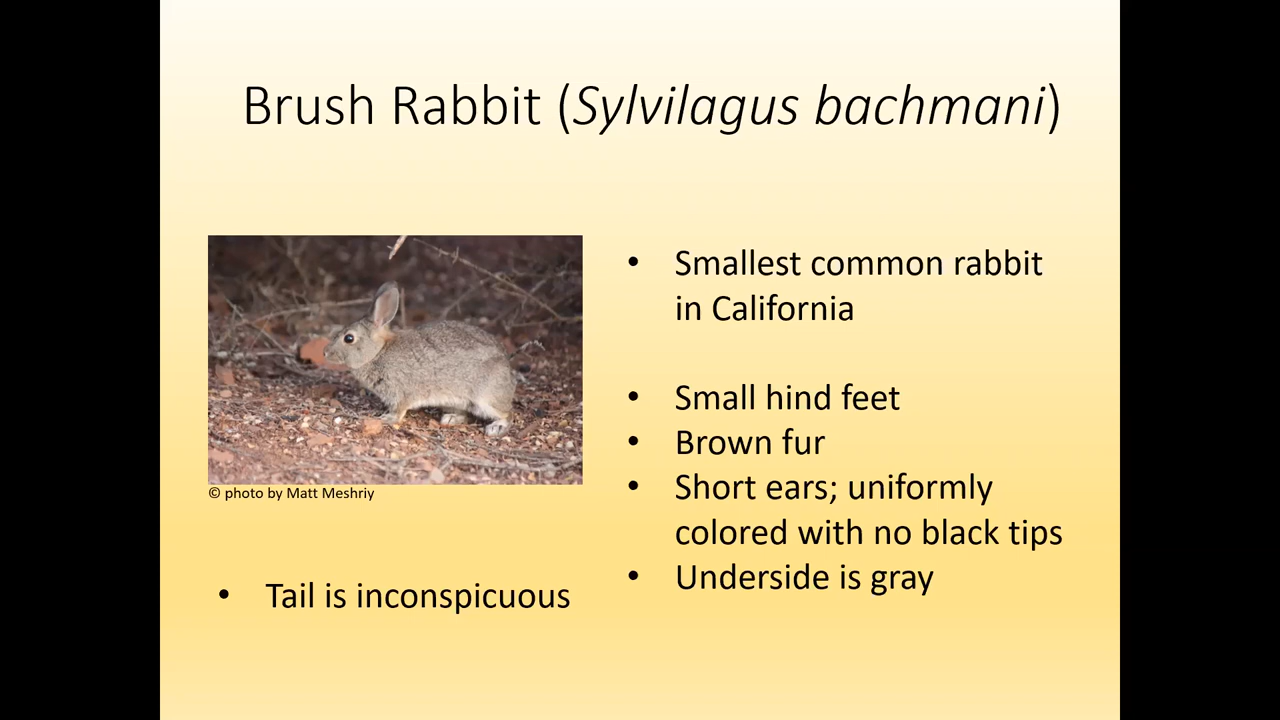 Brush Rabbit (Sylvilagus bachmani)
© photo by Matt Meshriy
• Tail is inconspicuous
• Smallest common rabbit
in California
• Small hind feet
• Brown fur
• Short ears; uniformly
colored with no black tips
• Underside is gray